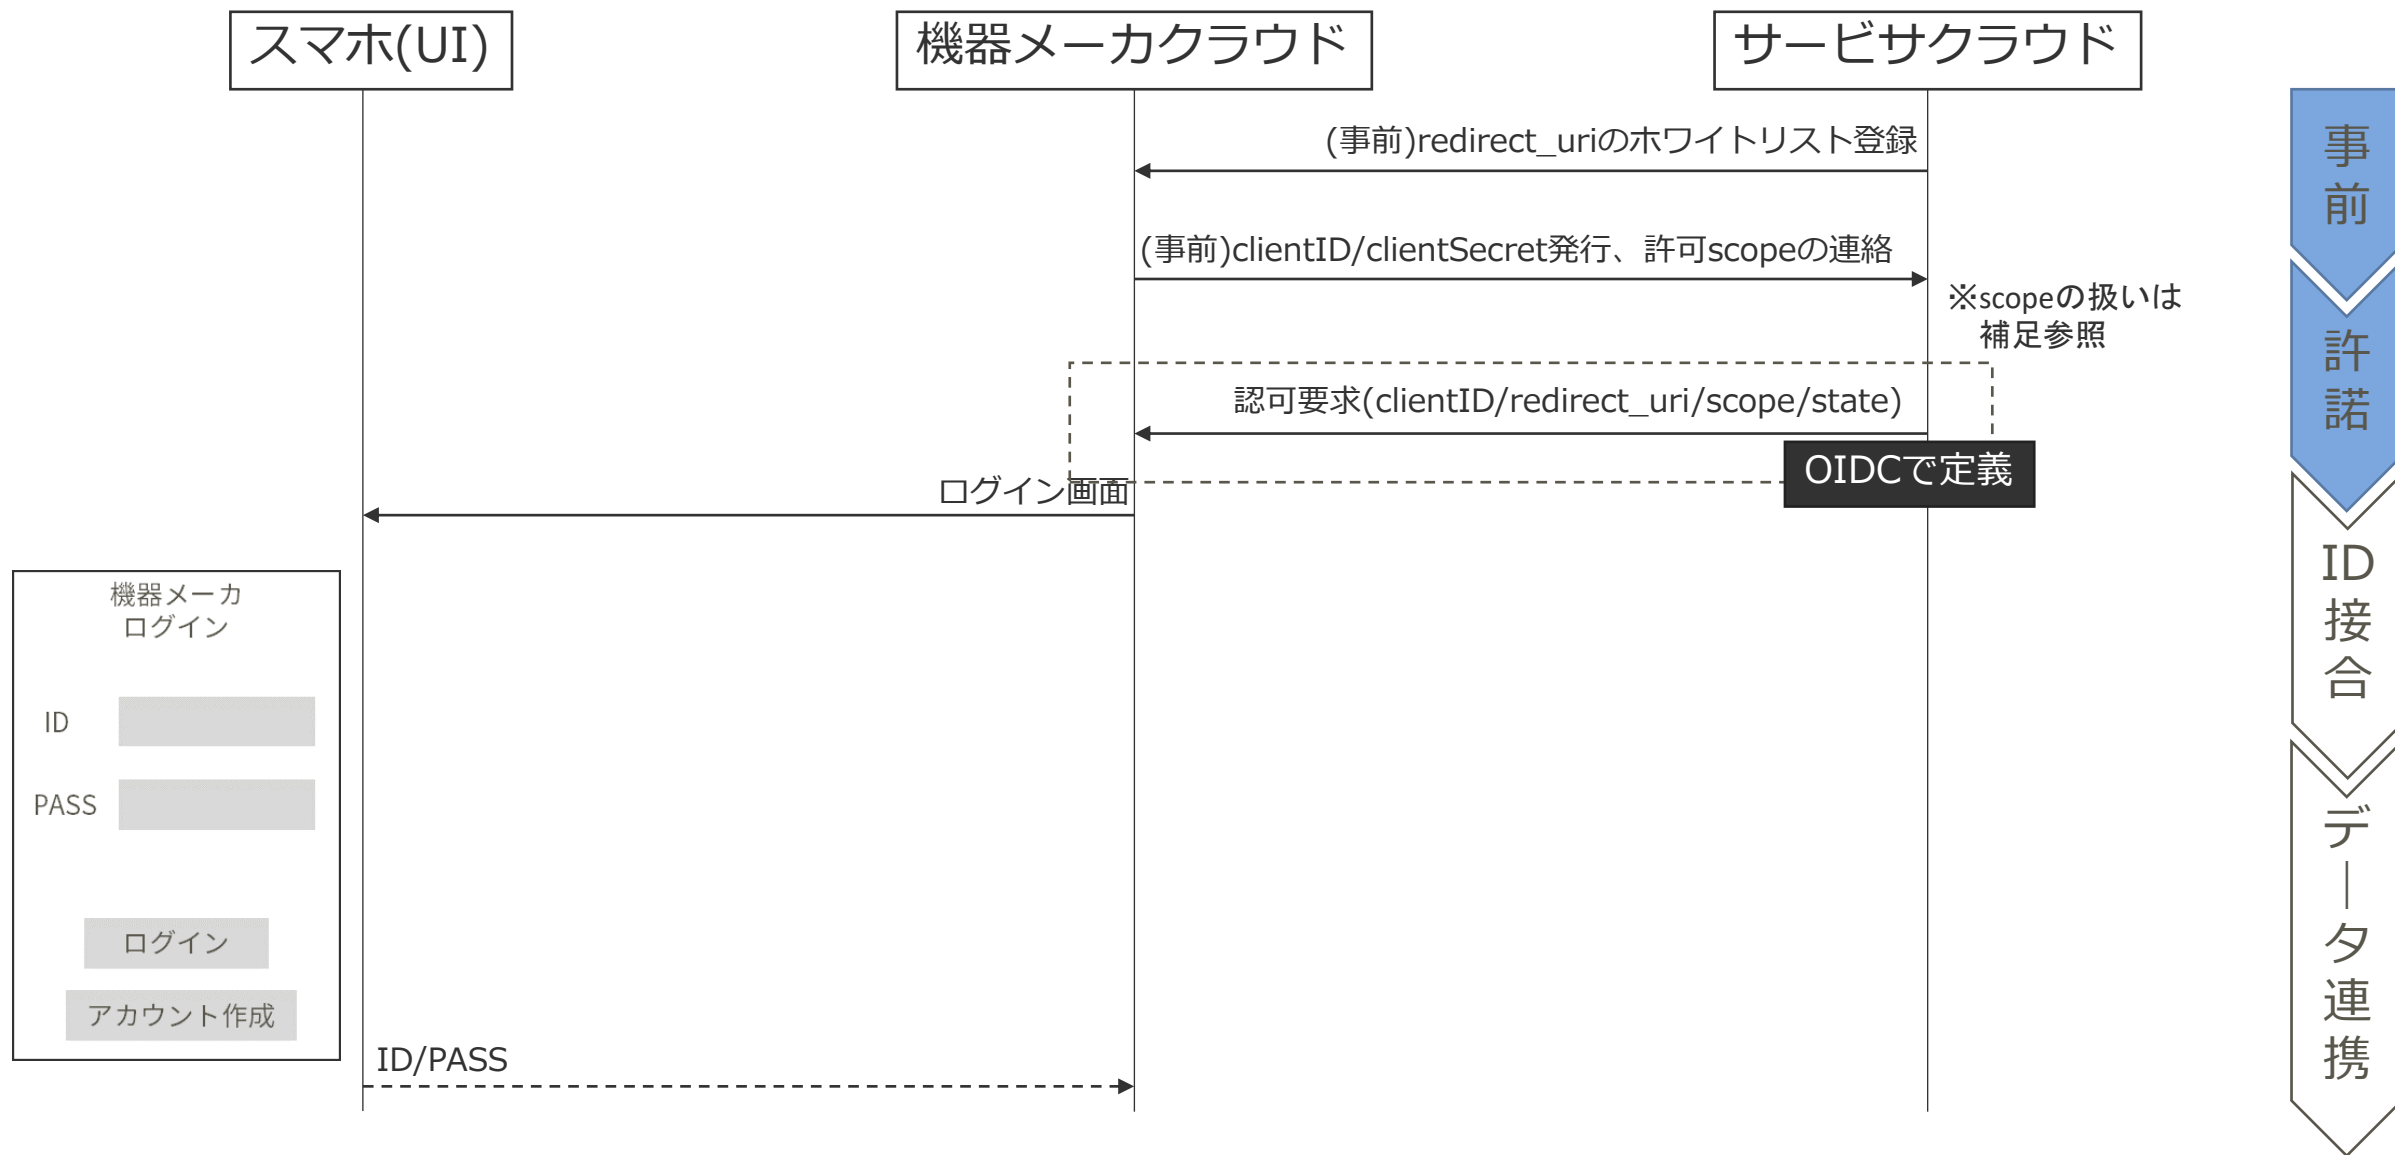 スマホ(UI)
機器メーカクラウド
サービサクラウド
(事前)redirect_uriのホワイトリスト登録
(事前)clientID/clientSecret発行、許可scopeの連絡
※scopeの扱いは
補足参照
認可要求(clientID/redirect_uri/scope/state)
OIDCで定義
ログイン画面
機器メーカ
ログイン
ID
PASS
ログイン
アカウント作成
ID/PASS
事前
許諾
ID接合
データ連携